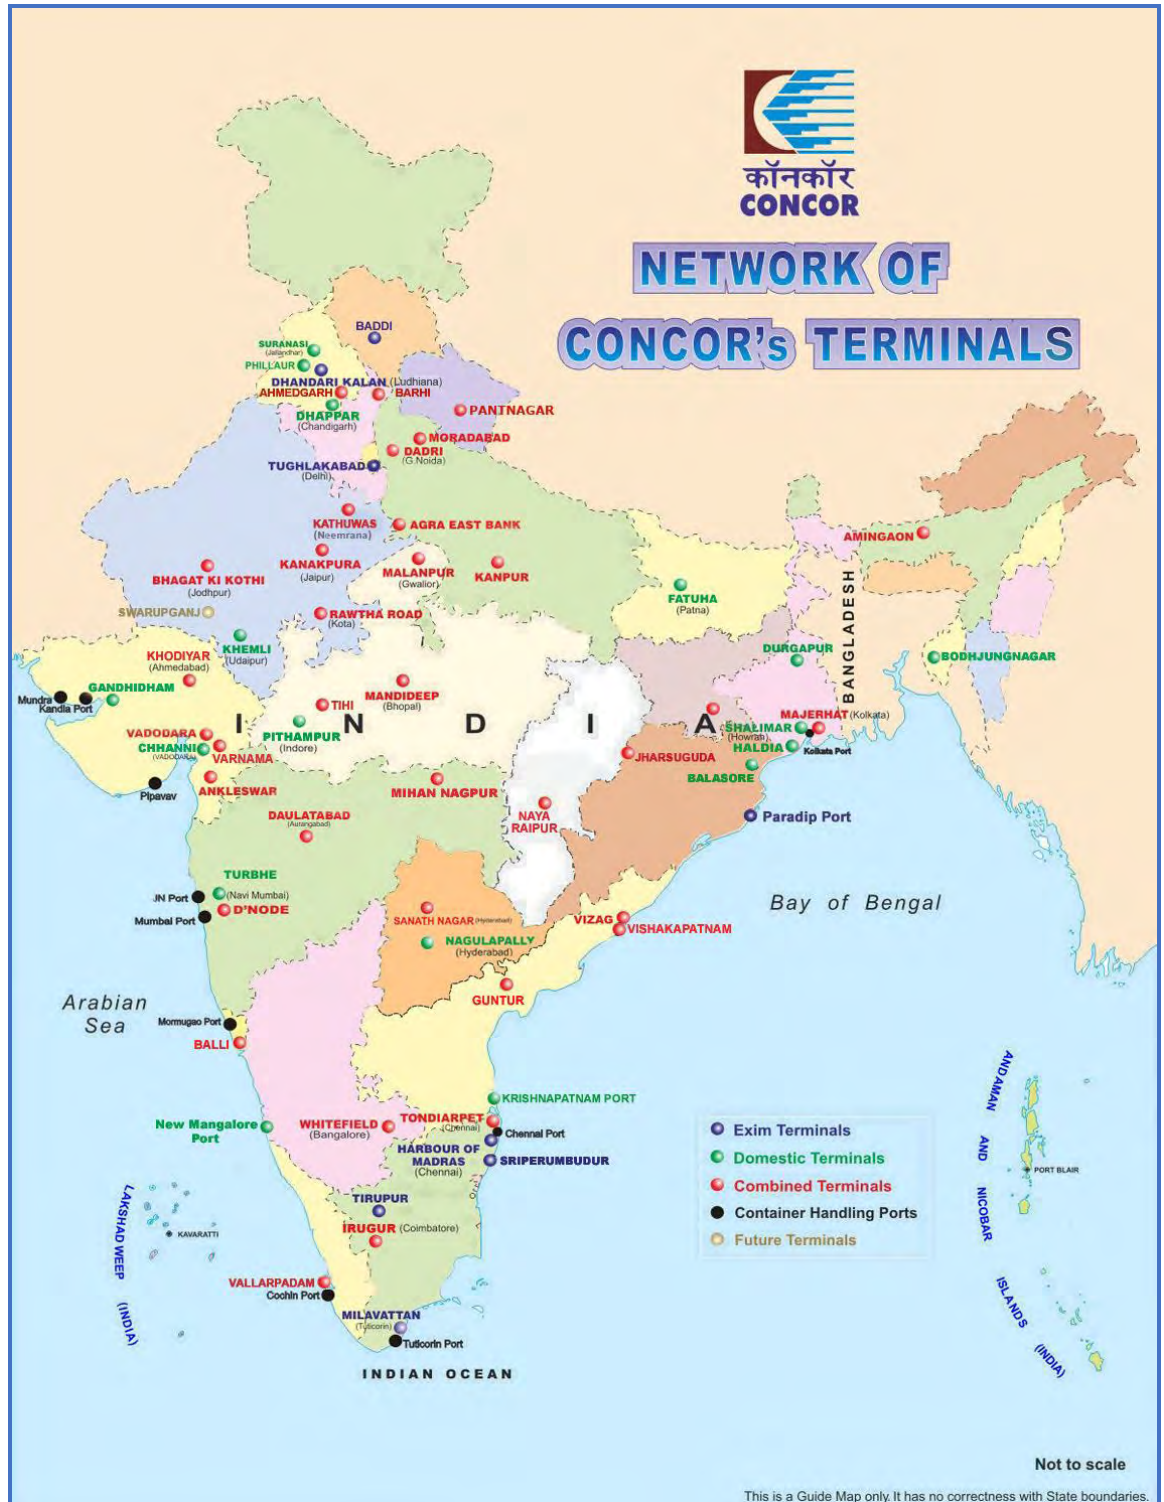 कॉनकॉर
CONCOR
NETWORK OF
CONCOR's TERMINALS
BADDI
SURANASI
(Jallandhar)
PHILLAUR
DHANDARI KALAN (Ludhiana)
AHMEDGARH
BARHI
DHAPPAR
(Chandigarh)
PANTNAGAR
MORADABAD
DADRI
(G.Noida)
TUGHLAKABAD
(Delhi)
KATHUWAS
(Neemrana)
AGRA EAST BANK
AMINGAON
KANAKPURA
(Jaipur)
MALANPUR
(Gwalior)
KANPUR
BHAGAT KI KOTHI
(Jodhpur)
FATUHA
(Patna)
BANGLADESH
SWARUPGANJ
RAWTHA ROAD
(Kota)
KHEMLI
(Udaipur)
DURGAPUR
BODHJUNGNAGAR
KHODIYAR
(Ahmedabad)
GANDHIDHAM
Mundra
Kandla Port
MANDIDEEP
(Bhopal)
TIHI
INDIA
PITHAMPUR
(Indore)
MAJERHAT (Kolkata)
SHALIMAR
(Howrah)
HALDIA
Kolkata Port
VADODARA
CHHANNI
(VADODARA)
VARNAMA
JHARSUGUDA
BALASORE
ANKLESWAR
Pipavav
MIHAN NAGPUR
DAULATABAD
(Aurangabad)
NAYA
RAIPUR
Paradip Port
TURBHE
(Navi Mumbai)
JN Port
D'NODE
Mumbai Port
Bay of Bengal
SANATH NAGAR (Hyderabad)
VIZAG
VISHAKAPATNAM
NAGULAPALLY
(Hyderabad)
GUNTUR
Arabian
Sea
Mormugao Port
BALLI
KRISHNAPATNAM PORT
New Mangalore
Port
WHITEFIELD
(Bangalore)
TONDIARPET
(Chennai)
Chennai Port
HARBOUR OF
MADRAS
(Chennai)
SRIPERUMBUDUR
TIRUPUR
IRUGUR (Coimbatore)
VALLARPADAM
Cochin Port
MILAVATTAN
(Tuticorin)
Tuticorin Port
INDIAN OCEAN
LAKSHAD WEEP (INDIA)
KAVARATTI
Exim Terminals
Domestic Terminals
Combined Terminals
Container Handling Ports
Future Terminals
ANDAMAN AND NICOBAR ISLANDS (INDIA)
PORT BLAIR
Not to scale
This is a Guide Map only. It has no correctness with State boundaries.